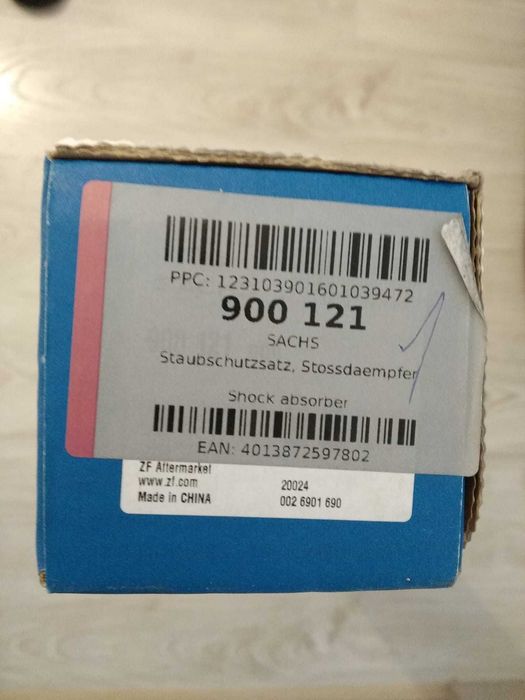 PPC: 123103901601039472
900 121
SACHS
Staubschutzsatz, Stossdaempfer
Shock absorber
EAN: 4013872597802
ZF Aftermarket
www.zf.com 20024
Made in CHINA 002 6901 690